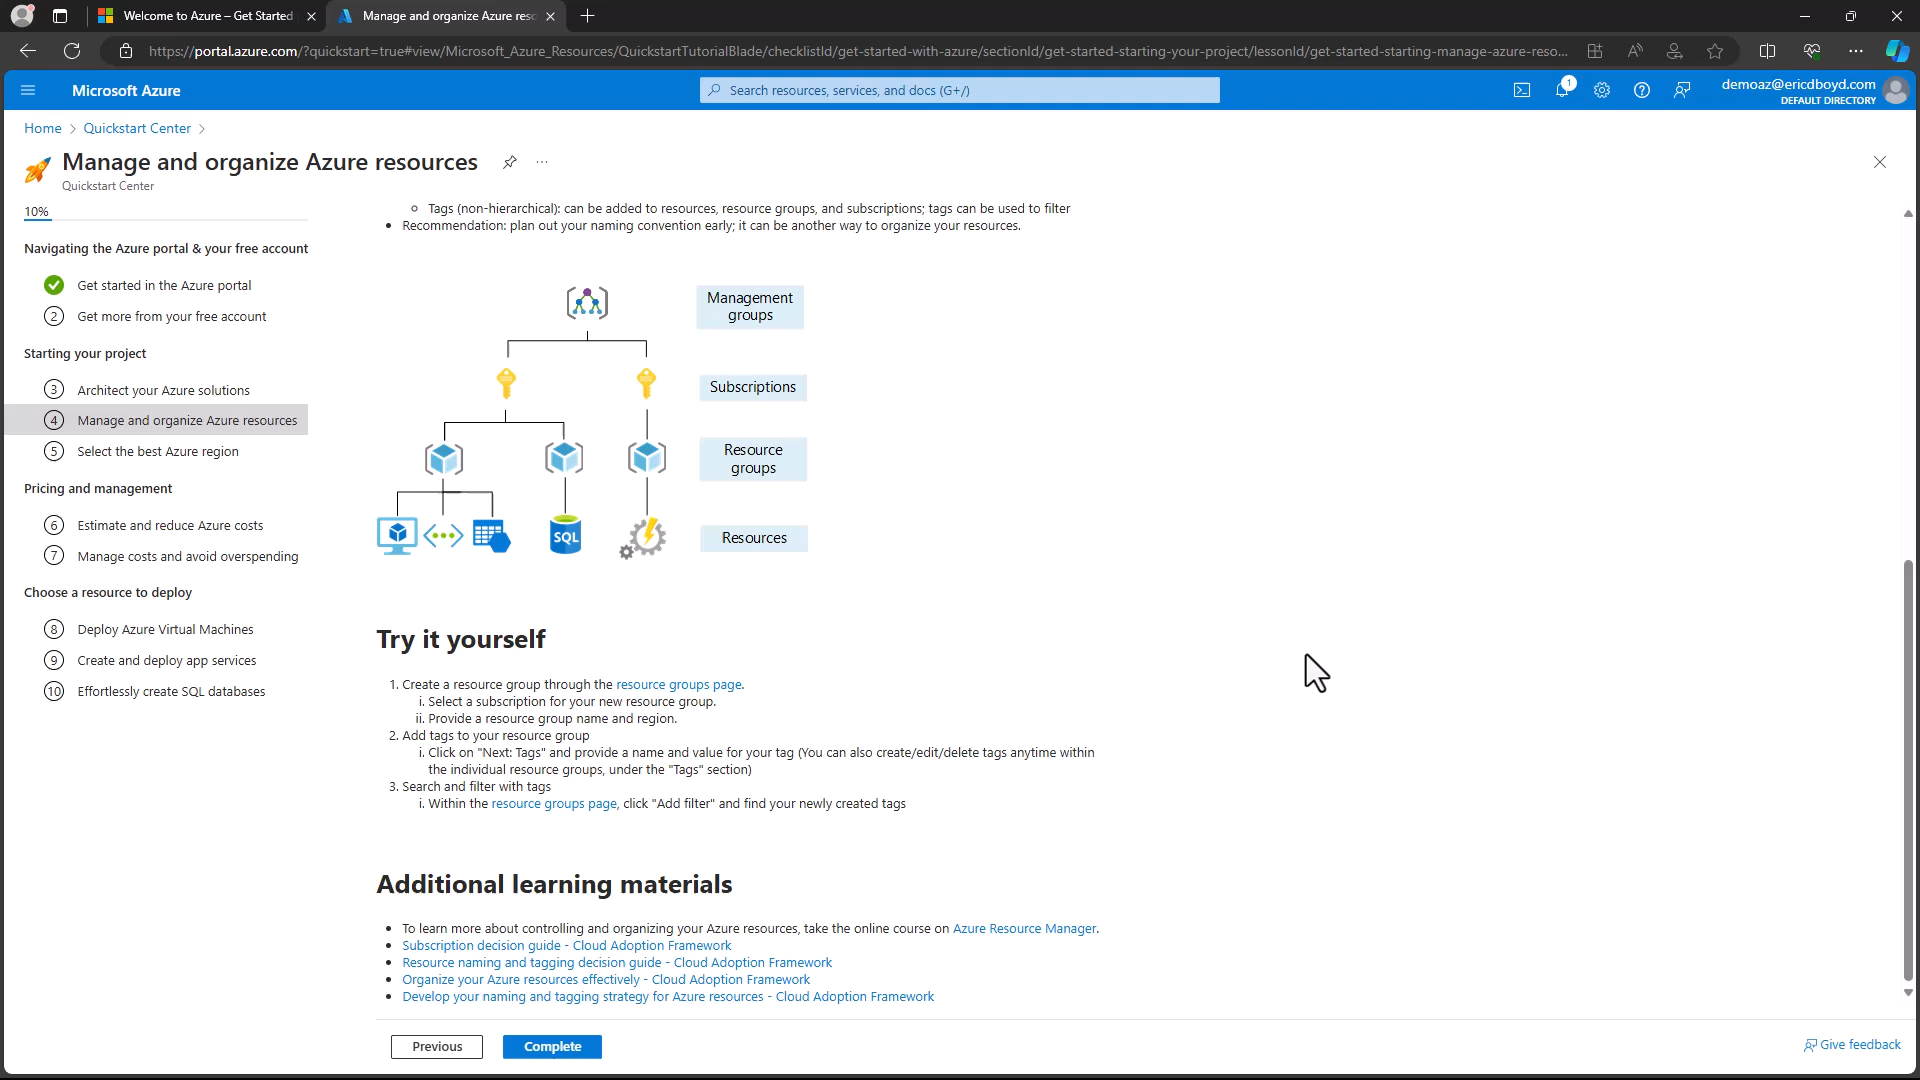 Welcome to Azure – Get Started
Manage and organize Azure reso
https://portal.azure.com/?quickstart=true#view/Microsoft_Azure_Resources/QuickstartTutorialBlade/checklistId/get-started-with-azure/sectionId/get-started-starting-your-project/lessonId/get-started-starting-manage-azure-reso...
Microsoft Azure
Search resources, services, and docs (G+/)
1
demoaz@ericdboyd.com
DEFAULT DIRECTORY
Home > Quickstart Center >
Manage and organize Azure resources
...
Quickstart Center
10%
Navigating the Azure portal & your free account
Get started in the Azure portal
2 Get more from your free account
Starting your project
3 Architect your Azure solutions
4 Manage and organize Azure resources
5 Select the best Azure region
Pricing and management
6 Estimate and reduce Azure costs
7 Manage costs and avoid overspending
Choose a resource to deploy
8 Deploy Azure Virtual Machines
9 Create and deploy app services
10 Effortlessly create SQL databases
Tags (non-hierarchical): can be added to resources, resource groups, and subscriptions; tags can be used to filter
Recommendation: plan out your naming convention early; it can be another way to organize your resources.
Management
groups
Subscriptions
Resource
groups
SQL
Resources
Try it yourself
1. Create a resource group through the resource groups page.
i. Select a subscription for your new resource group.
ii. Provide a resource group name and region.
2. Add tags to your resource group
i. Click on "Next: Tags" and provide a name and value for your tag (You can also create/edit/delete tags anytime within
the individual resource groups, under the "Tags" section)
3. Search and filter with tags
i. Within the resource groups page, click "Add filter" and find your newly created tags
Additional learning materials
To learn more about controlling and organizing your Azure resources, take the online course on Azure Resource Manager.
Subscription decision guide - Cloud Adoption Framework
Resource naming and tagging decision guide - Cloud Adoption Framework
Organize your Azure resources effectively - Cloud Adoption Framework
Develop your naming and tagging strategy for Azure resources - Cloud Adoption Framework
Previous
Complete
Give feedback